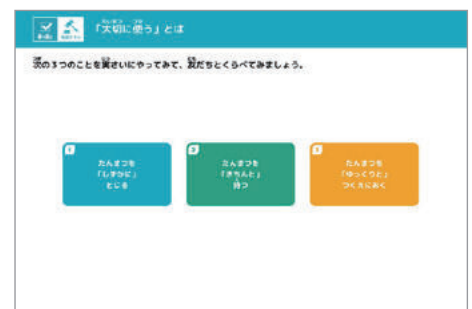 「大切に使う」とは
次の3つのことを実さいにやってみて、友だちとくらべてみましょう。
1
たんまつを
「しずかに」
とじる
2
たんまつを
「きちんと」
持つ
3
たんまつを
「ゆっくりと」
つくえにおく